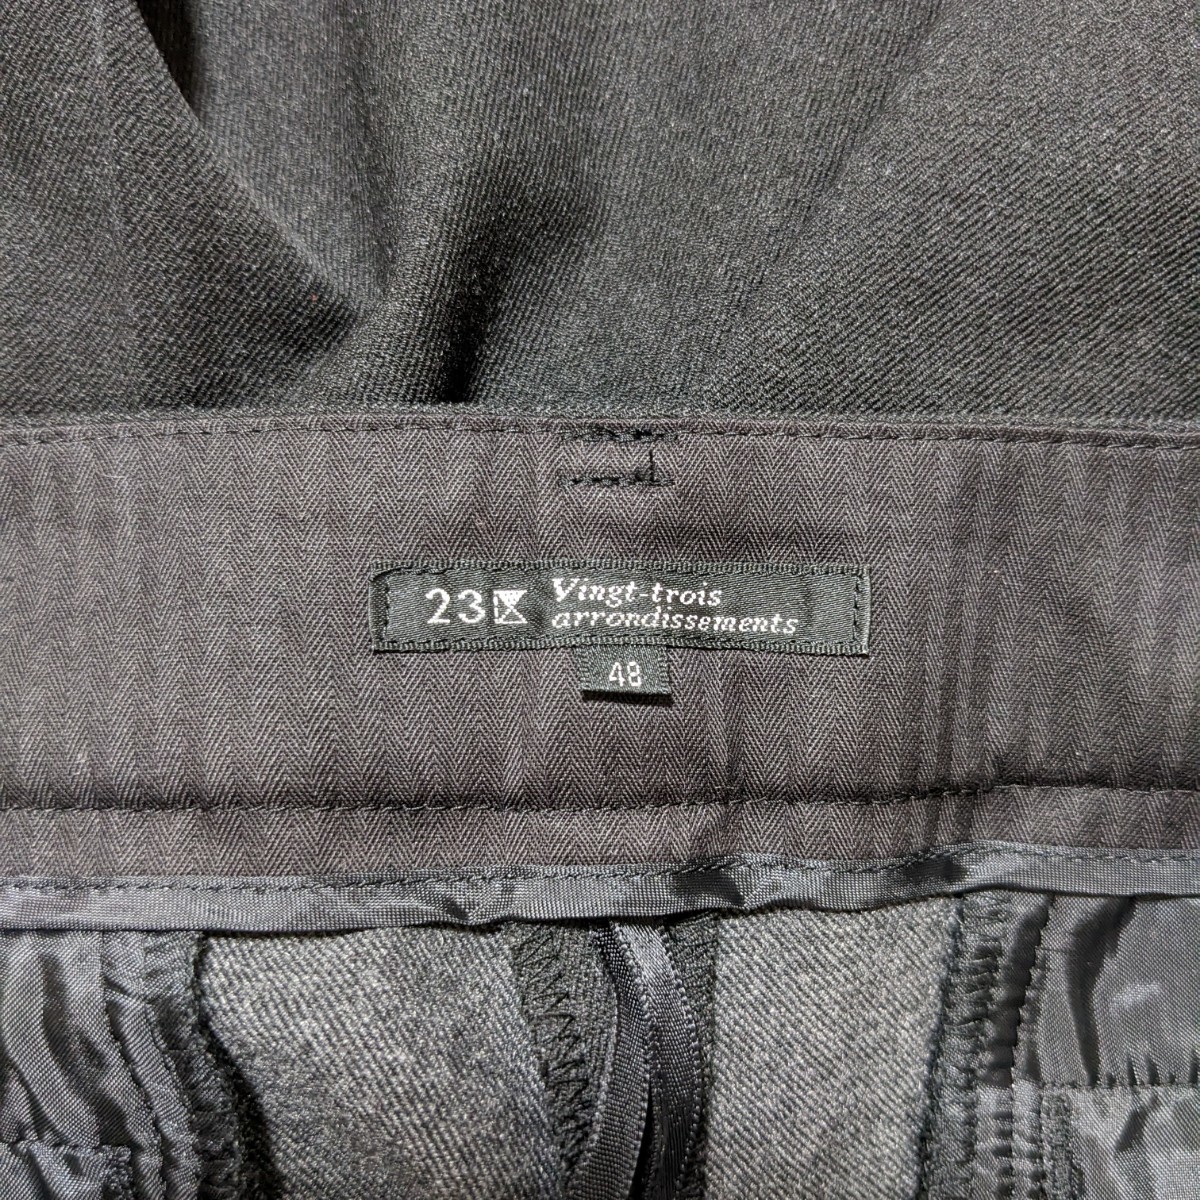 23区 Vingt-trois
arrondissements
48